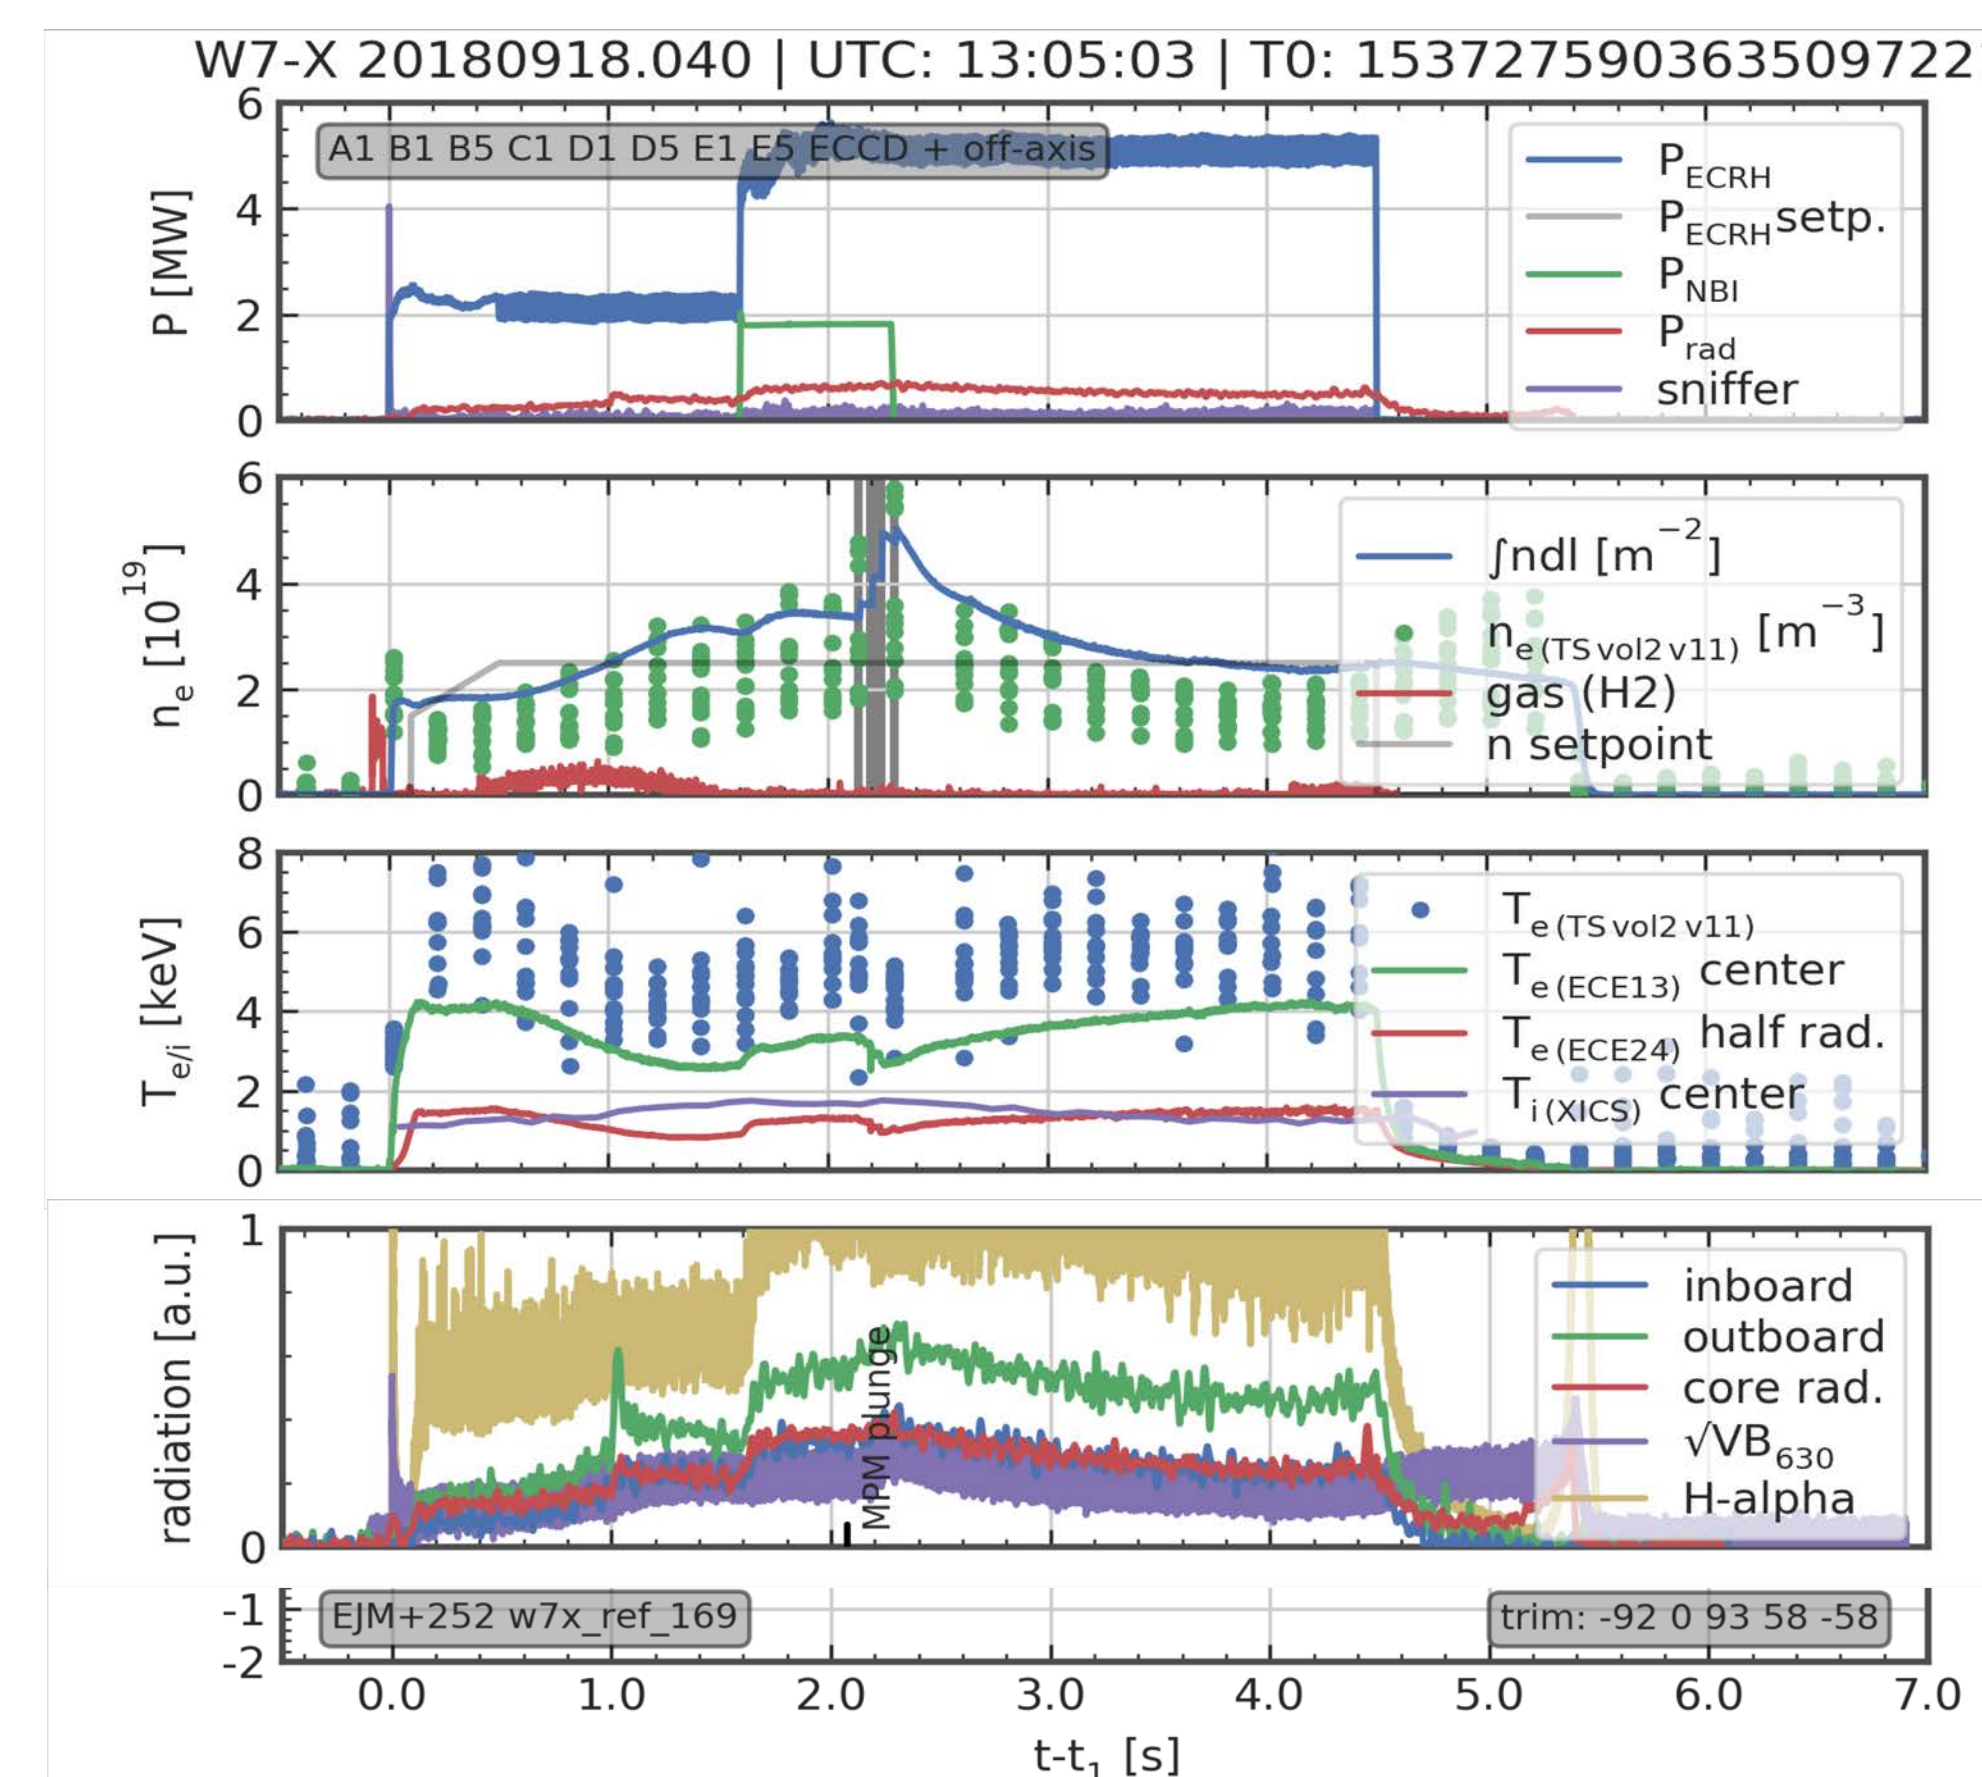 W7-X 20180918.040 | UTC: 13:05:03 | T0: 1537275903635097221
P [MW]
6
4
2
0
A1 B1 B5 C1 D1 D5 E1 E5 ECCD + off-axis
P_ECRH
P_ECRH setp.
P_NBI
P_rad
sniffer
n_e [10^19]
6
4
2
0
∫ndl [m^−2]
n_e (TS vol2 v11) [m^−3]
gas (H2)
n setpoint
T_e/i [keV]
8
6
4
2
0
T_e (TS vol2 v11)
T_e (ECE13) center
T_e (ECE24) half rad.
T_i (XICS) center
radiation [a.u.]
1
0
MPM plunge
inboard
outboard
core rad.
√VB_630
H-alpha
-1
-2
EJM+252 w7x_ref_169
trim: -92 0 93 58 -58
0.0 1.0 2.0 3.0 4.0 5.0 6.0 7.0
t-t_1 [s]